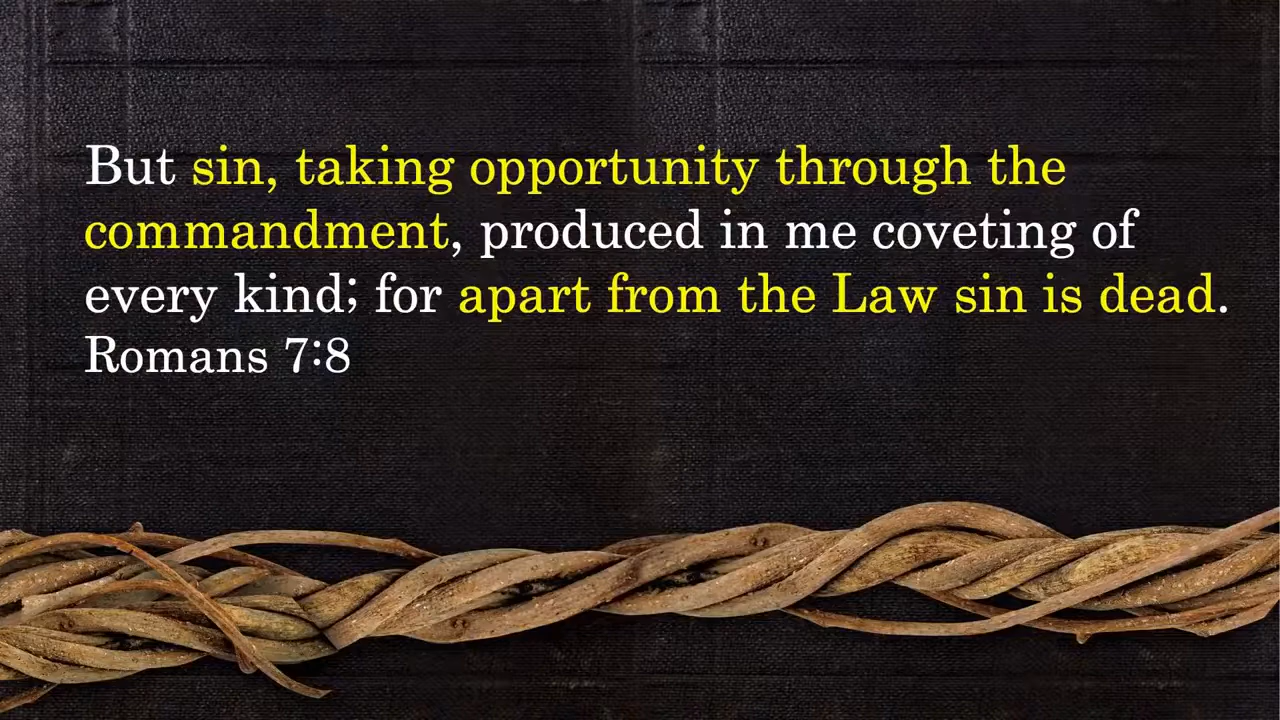 But sin, taking opportunity through the
commandment, produced in me coveting of
every kind; for apart from the Law sin is dead.
Romans 7:8